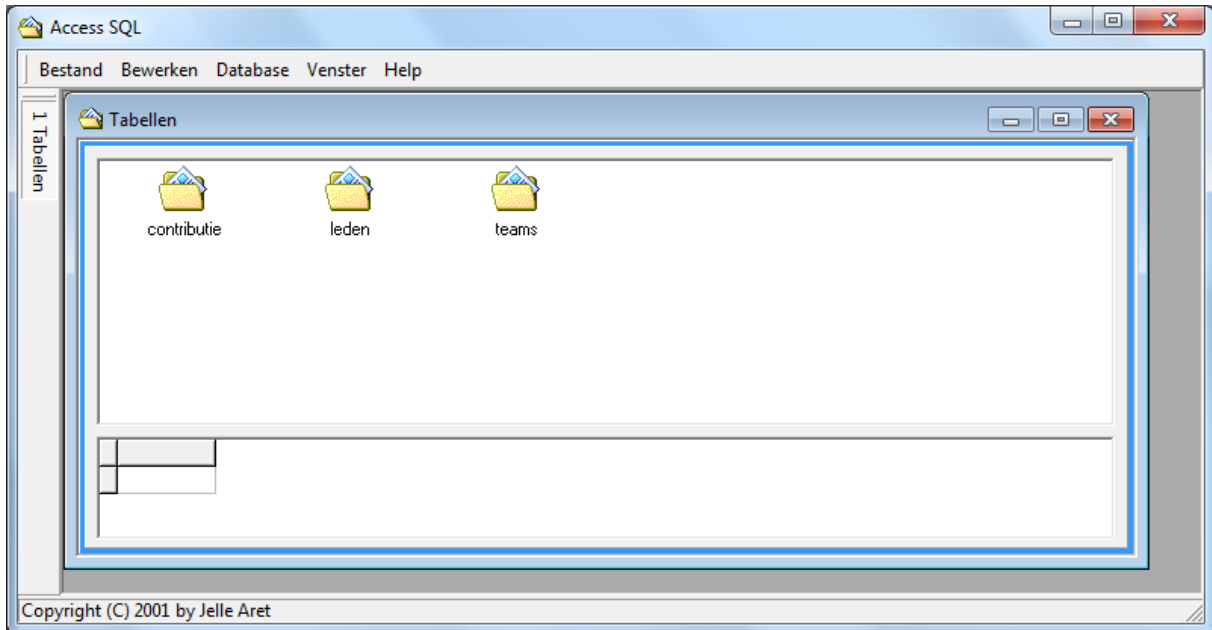 Access SQL
Bestand Bewerken Database Venster Help
1 Tabellen
Tabellen
contributie leden teams
Copyright (C) 2001 by Jelle Aret